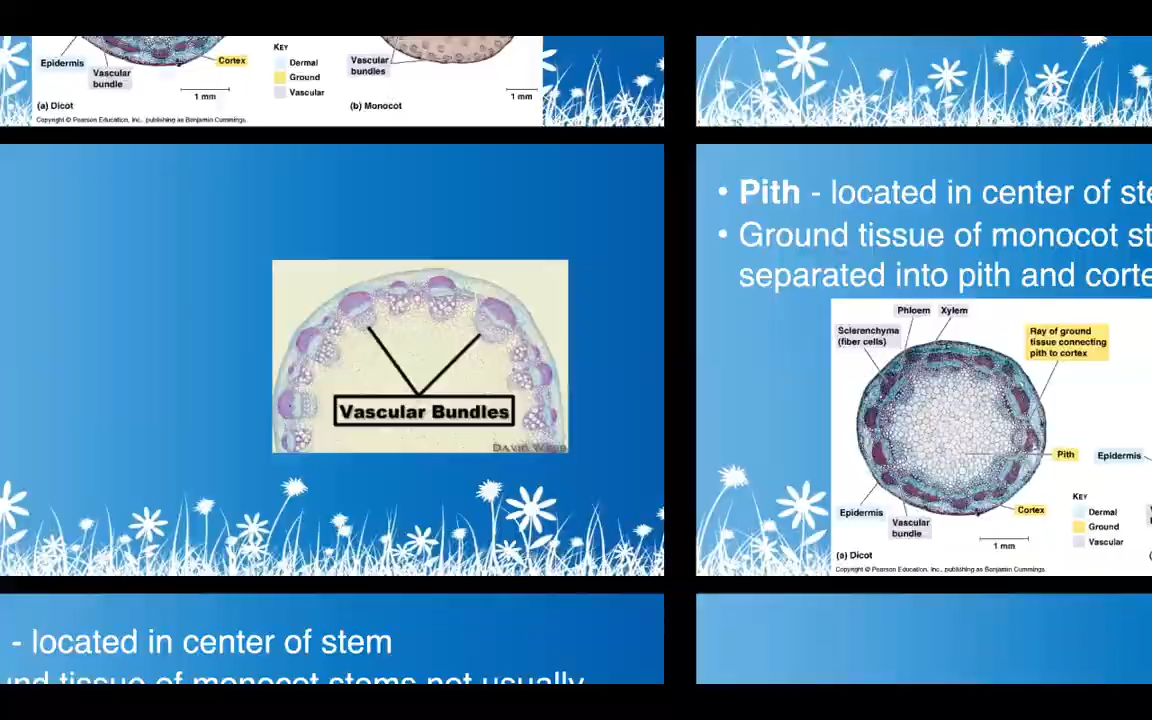 Epidermis
Vascular
bundle
Cortex
KEY
Dermal
Ground
Vascular
Vascular
bundles
1 mm
1 mm
(a) Dicot
(b) Monocot
Copyright © Pearson Education, Inc., publishing as Benjamin Cummings.
Vascular Bundles
• Pith - located in center of ste
• Ground tissue of monocot st
separated into pith and corte
Phloem
Xylem
Sclerenchyma
(fiber cells)
Ray of ground
tissue connecting
pith to cortex
Pith
Epidermis
Epidermis
Vascular
bundle
Cortex
KEY
Dermal
Ground
Vascular
1 mm
(a) Dicot
Copyright © Pearson Education, Inc., publishing as Benjamin Cummings.
- located in center of stem
und tissue of monocot stems not usually